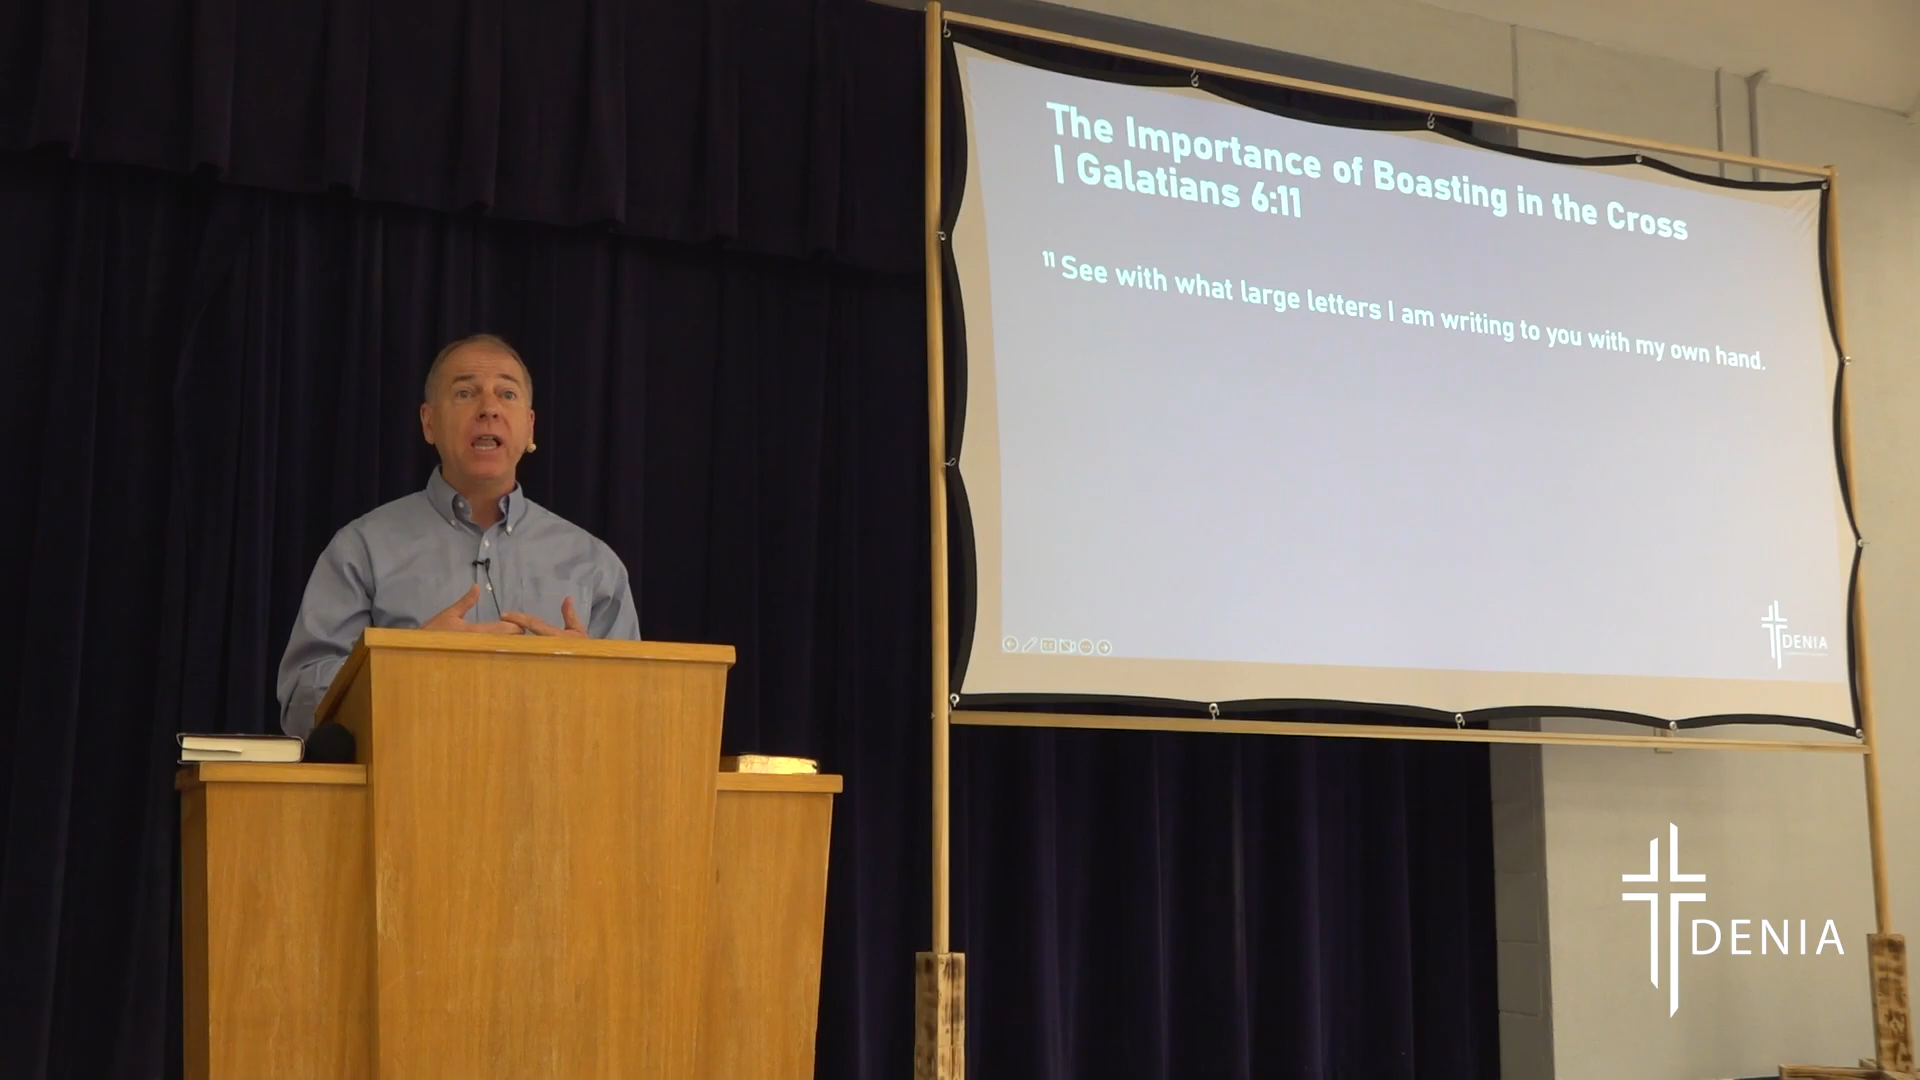 The Importance of Boasting in the Cross
| Galatians 6:11
11 See with what large letters I am writing to you with my own hand.
DENIA
DENIA